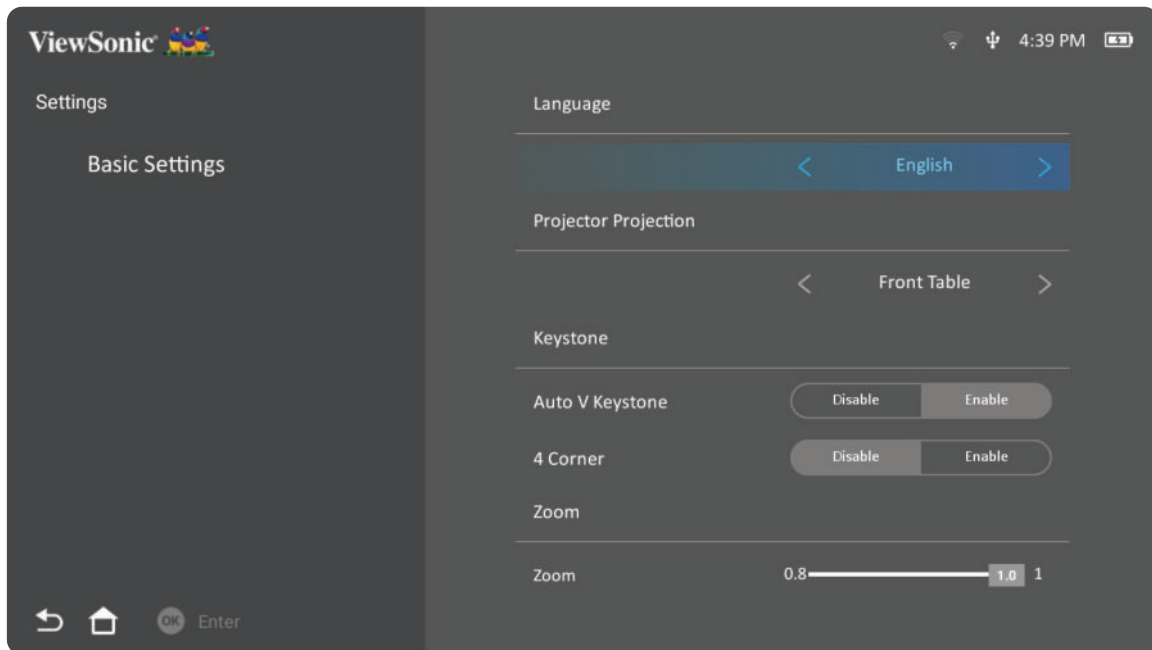 ViewSonic
4:39 PM
Settings
Basic Settings
Language
English
Projector Projection
Front Table
Keystone
Auto V Keystone Disable Enable
4 Corner Disable Enable
Zoom
Zoom 0.8 1.0 1
OK Enter